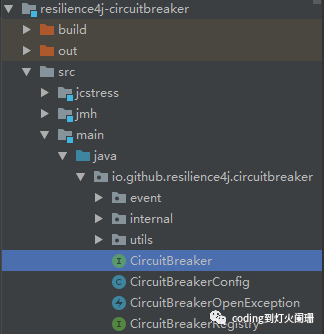 resilience4j-circuitbreaker
build
out
src
jcstress
jmh
main
java
io.github.resilience4j.circuitbreaker
event
internal
utils
CircuitBreaker
CircuitBreakerConfig
CircuitBreakerOpenException
CircuitBreakerRegistry
coding到灯火阑珊